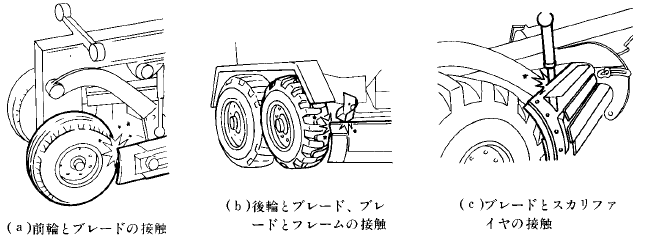 (a)前輪とブレードの接触
(b)後輪とブレード、ブレ
ードとフレームの接触
(c)ブレードとスカリファ
イヤの接触